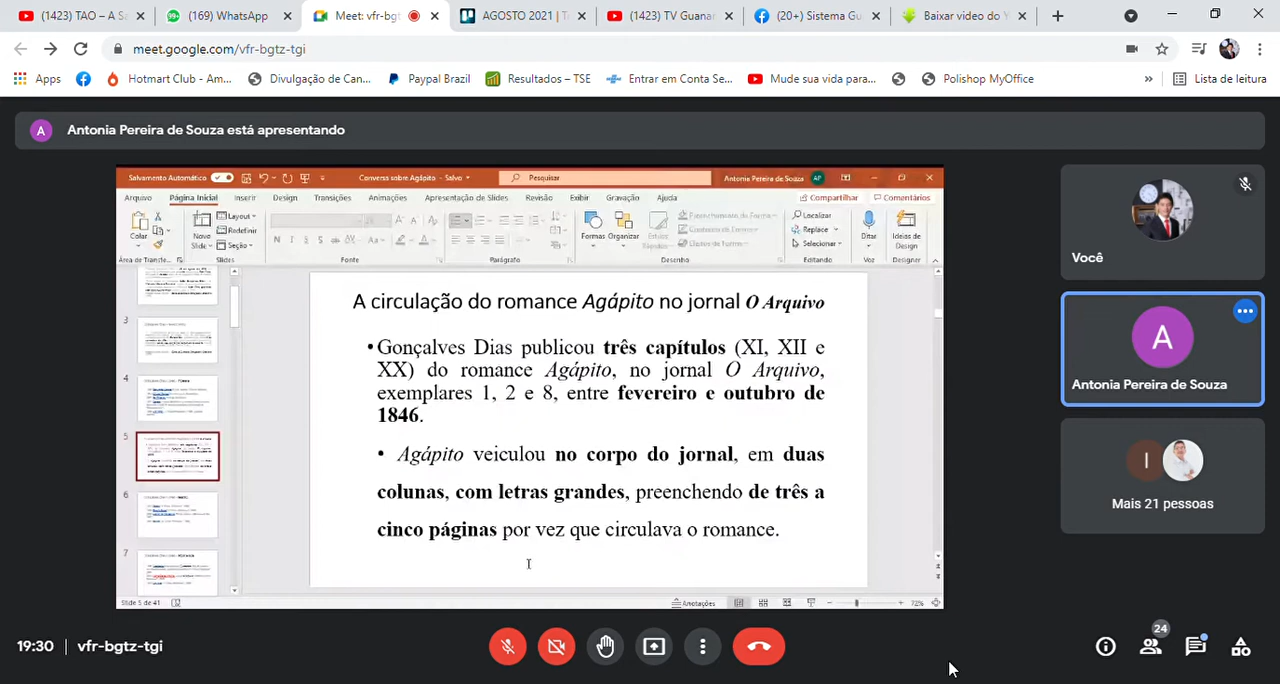 (1423) TAO – A Sa
(169) WhatsApp
Meet: vfr-bg
AGOSTO 2021 | T
(1423) TV Guana
(20+) Sistema Gu
Baixar video do Y
meet.google.com/vfr-bgtz-tgi
Apps
Hotmart Club - Am...
Divulgação de Can...
Paypal Brazil
Resultados – TSE
Entrar em Conta S...
Mude sua vida para...
Polishop MyOffice
»
Lista de leitura
A
Antonia Pereira de Souza está apresentando
Salvamento Automático
Conversa sobre Agápito - Salvo
Pesquisar
Antonia Pereira de Souza
AP
Arquivo
Página Inicial
Inserir
Design
Transições
Animações
Apresentação de Slides
Revisão
Exibir
Gravação
Ajuda
Compartilhar
Comentários
Colar
Novo
Slide
Layout
Redefinir
Seção
N I S
Formas
Organizar
Localizar
Replace
Selecionar
Ditar
Ideias de
Design
Área de Transfe...
Slides
Fonte
Parágrafo
Desenho
Editando
Voz
Designer
3
4
5
6
7
A circulação do romance Agápito no jornal O Arquivo
•Gonçalves Dias publicou três capítulos (XI, XII e
XX) do romance Agápito, no jornal O Arquivo,
exemplares 1, 2 e 8, entre fevereiro e outubro de
1846.
• Agápito veiculou no corpo do jornal, em duas
colunas, com letras grandes, preenchendo de três a
cinco páginas por vez que circulava o romance.
Slide 5 de 41
Anotações
72%
Você
A
Antonia Pereira de Souza
I
Mais 21 pessoas
19:30 | vfr-bgtz-tgi
24